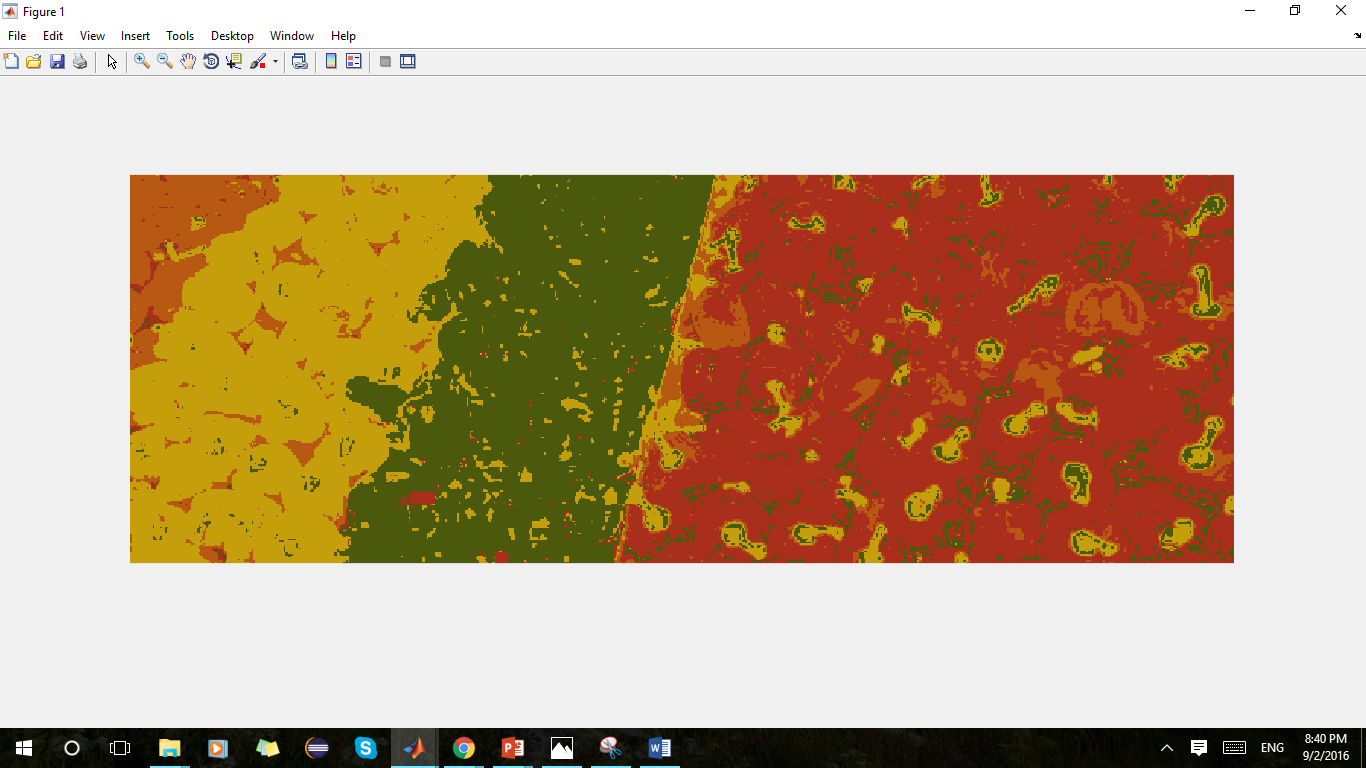 Figure 1
File Edit View Insert Tools Desktop Window Help
ENG
8:40 PM
9/2/2016